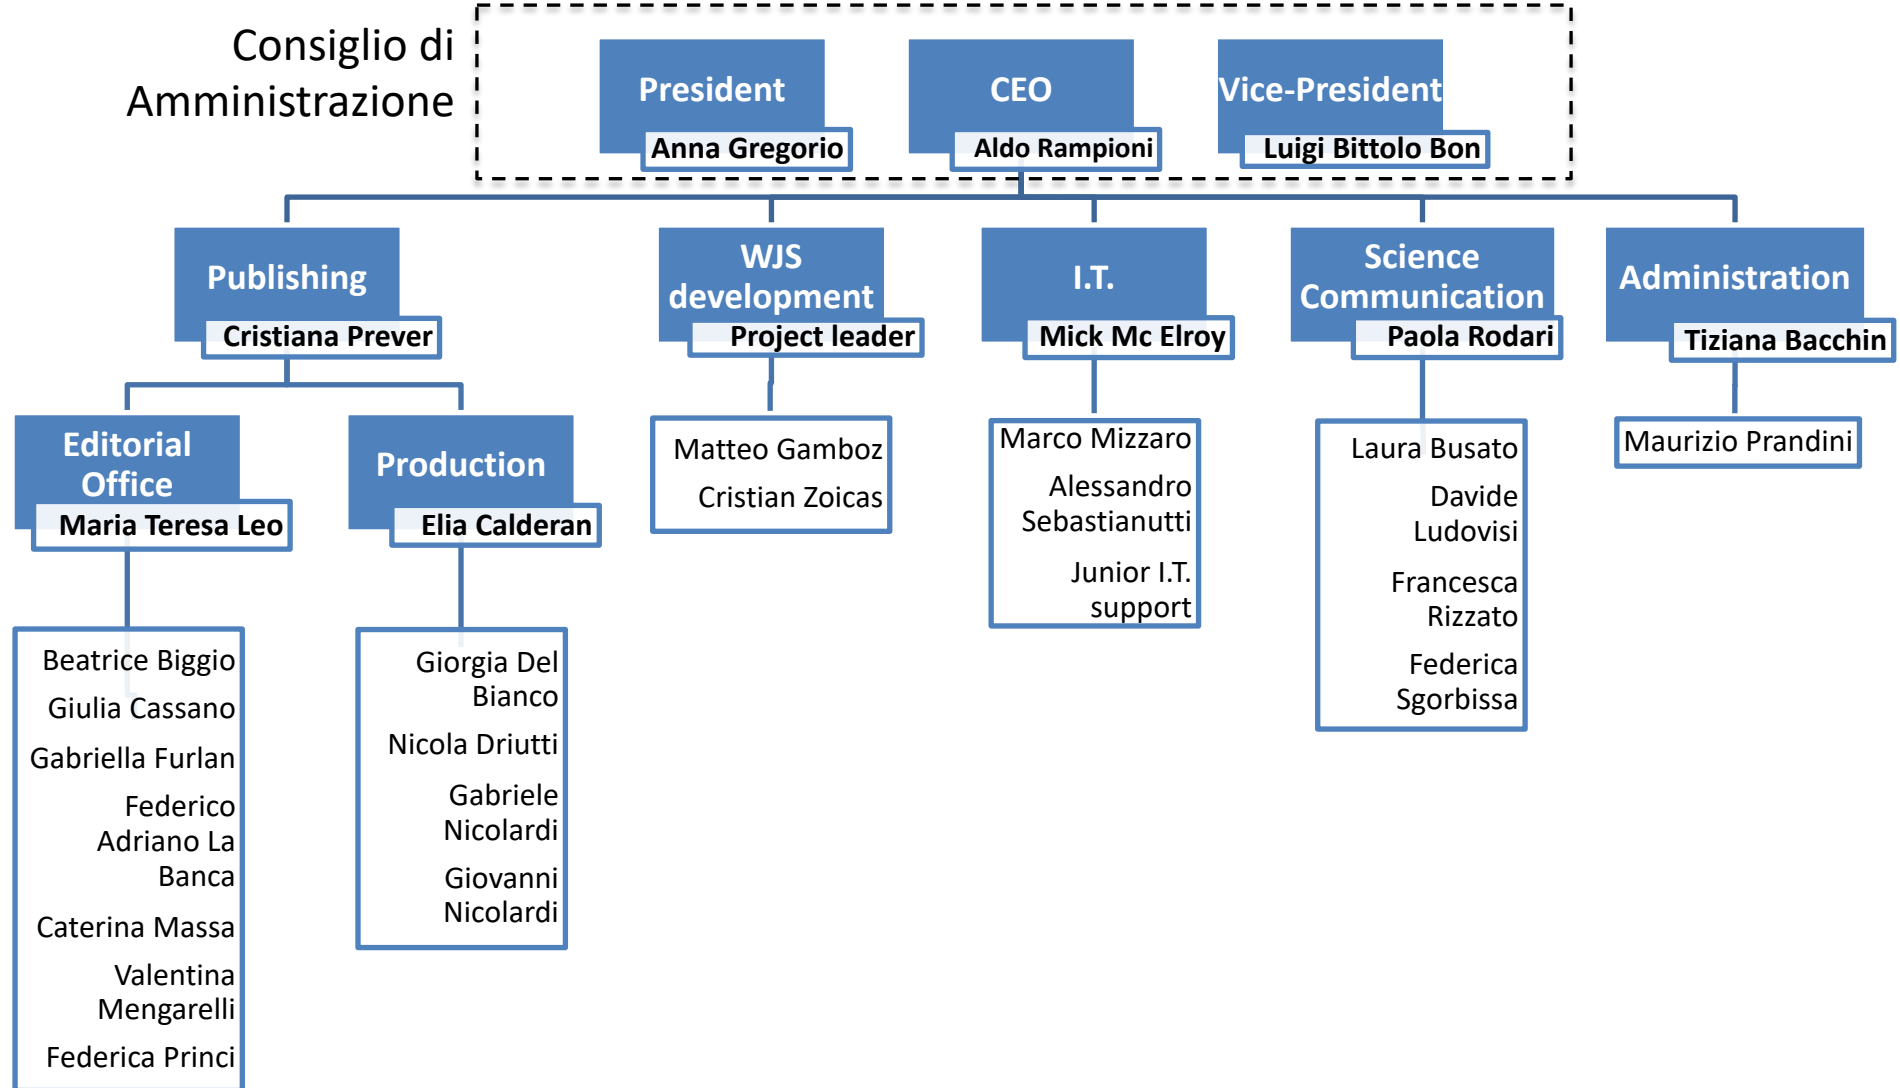 Consiglio di
Amministrazione
President
Anna Gregorio
CEO
Aldo Rampioni
Vice-President
Luigi Bittolo Bon
Publishing
Cristiana Prever
WJS
development
Project leader
I.T.
Mick Mc Elroy
Science
Communication
Paola Rodari
Administration
Tiziana Bacchin
Editorial
Office
Maria Teresa Leo
Production
Elia Calderan
Matteo Gamboz
Cristian Zoicas
Marco Mizzaro
Alessandro
Sebastianutti
Junior I.T.
support
Laura Busato
Davide
Ludovisi
Francesca
Rizzato
Federica
Sgorbissa
Maurizio Prandini
Beatrice Biggio
Giulia Cassano
Gabriella Furlan
Federico
Adriano La
Banca
Caterina Massa
Valentina
Mengarelli
Federica Princi
Giorgia Del
Bianco
Nicola Driutti
Gabriele
Nicolardi
Giovanni
Nicolardi